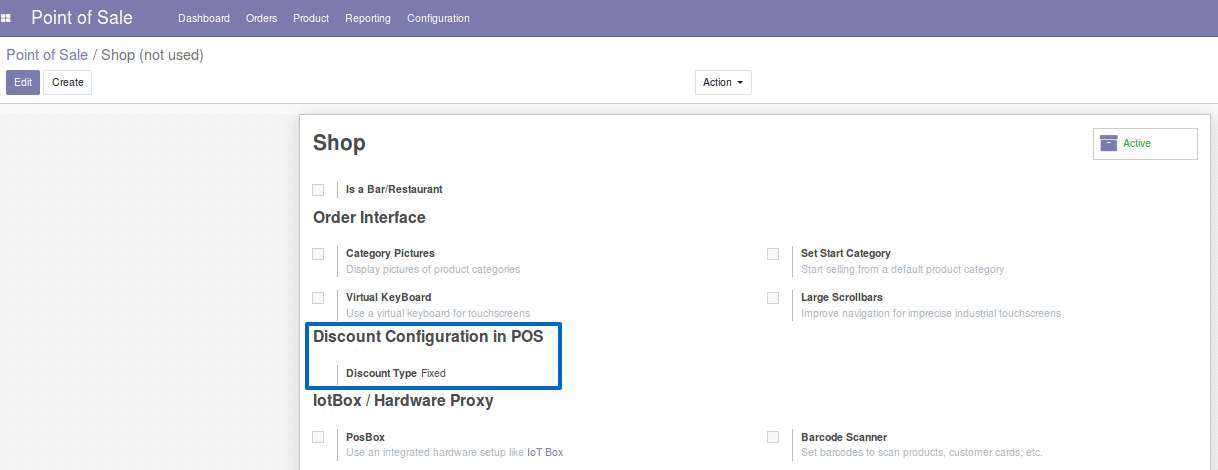 Point of Sale Dashboard Orders Product Reporting Configuration
Point of Sale / Shop (not used)
Edit Create Action
Shop
Active
Is a Bar/Restaurant
Order Interface
Category Pictures
Display pictures of product categories
Set Start Category
Start selling from a default product category
Virtual KeyBoard
Use a virtual keyboard for touchscreens
Large Scrollbars
Improve navigation for imprecise industrial touchscreens
Discount Configuration in POS
Discount Type Fixed
IotBox / Hardware Proxy
PosBox
Use an integrated hardware setup like IoT Box
Barcode Scanner
Set barcodes to scan products, customer cards, etc.